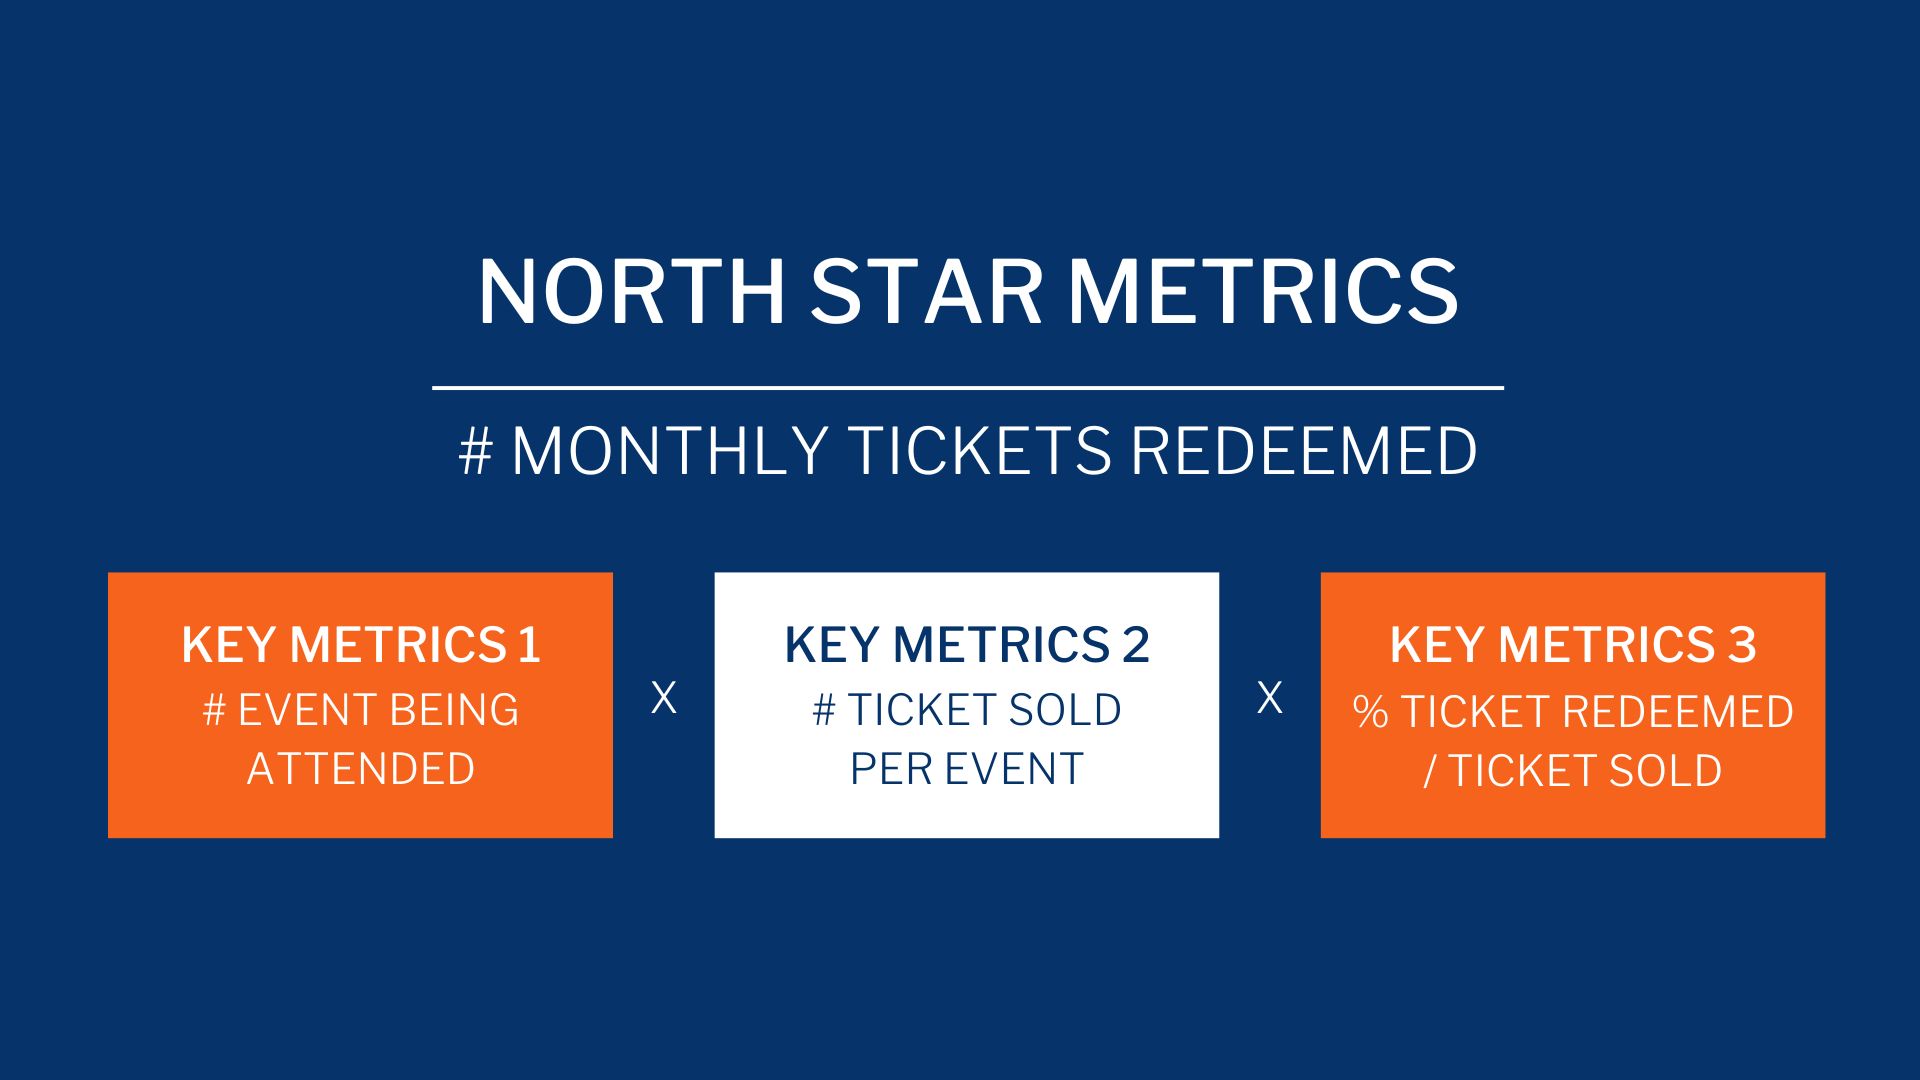 NORTH STAR METRICS
# MONTHLY TICKETS REDEEMED
KEY METRICS 1
# EVENT BEING
ATTENDED
X
KEY METRICS 2
# TICKET SOLD
PER EVENT
X
KEY METRICS 3
% TICKET REDEEMED
/ TICKET SOLD